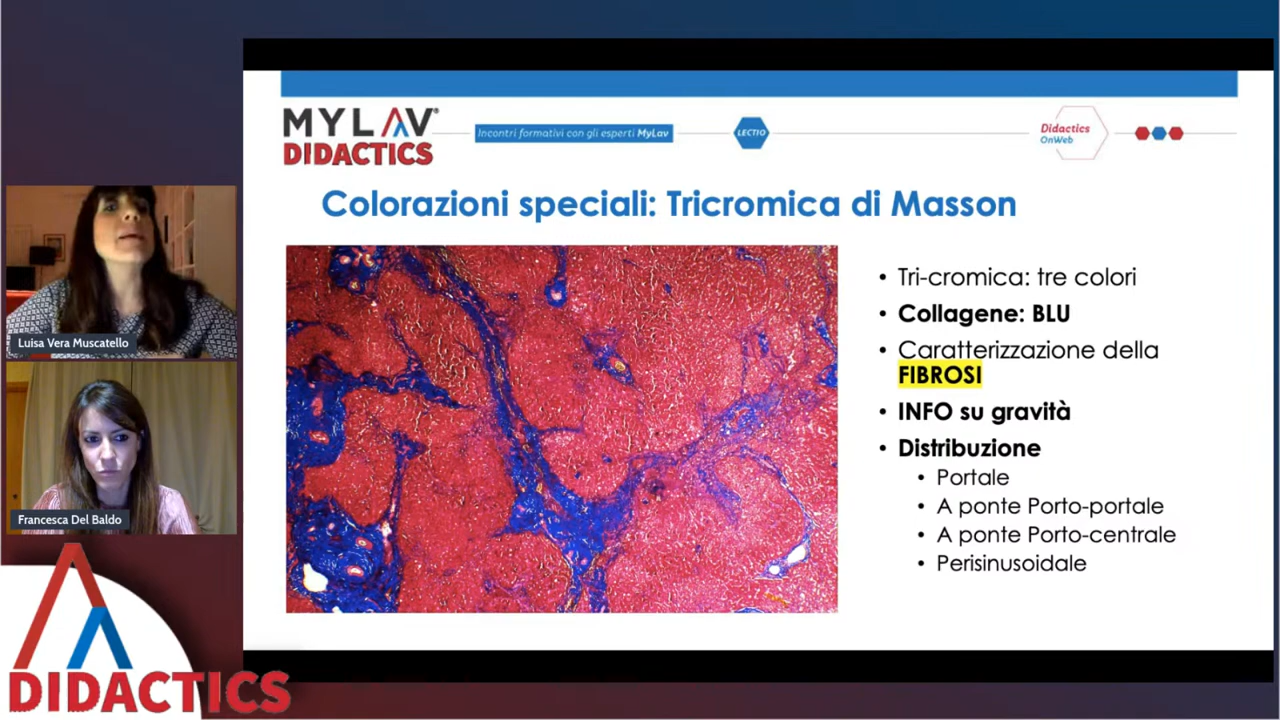 MYLAV®
DIDACTICS
Incontri formativi con gli esperti MyLav
LECTIO
Didactics
OnWeb
Colorazioni speciali: Tricromica di Masson
• Tri-cromica: tre colori
• Collagene: BLU
• Caratterizzazione della
FIBROSI
• INFO su gravità
• Distribuzione
• Portale
• A ponte Porto-portale
• A ponte Porto-centrale
• Perisinusoidale
Luisa Vera Muscatello
Francesca Del Baldo
DIDACTICS